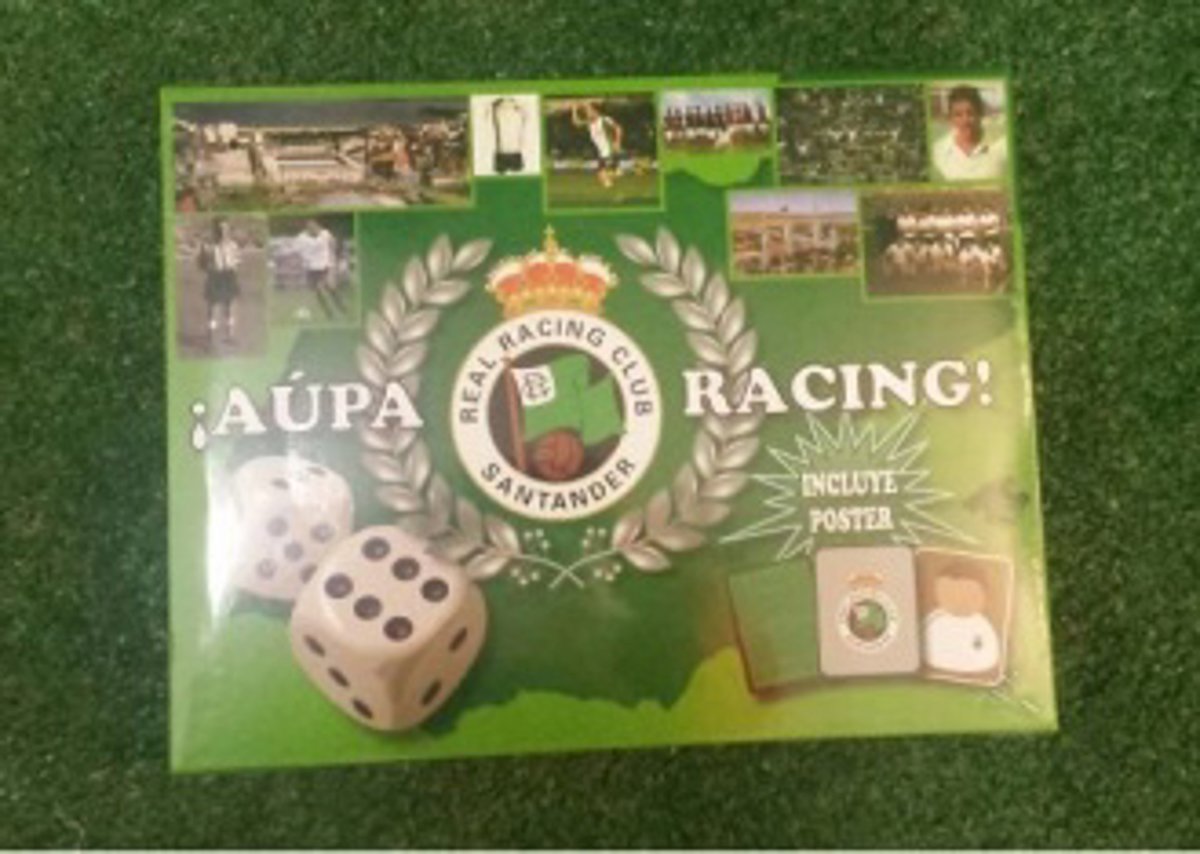 REAL RACING CLUB
SANTANDER
¡AÚPA RACING!
INCLUYE
POSTER